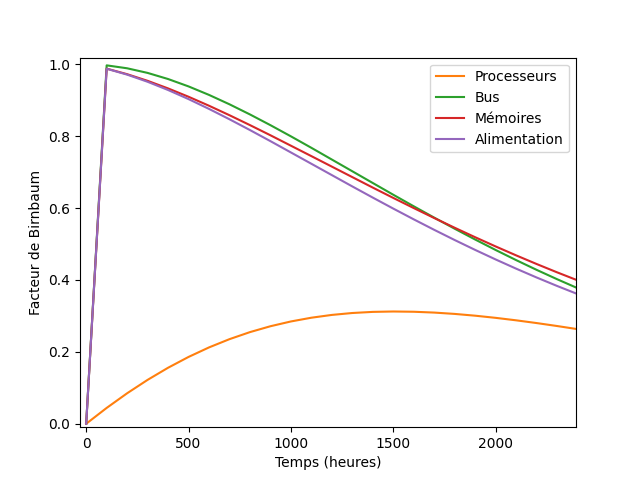 1.0
0.8
0.6
0.4
0.2
0.0
Facteur de Birnbaum
Processeurs
Bus
Mémoires
Alimentation
0 500 1000 1500 2000
Temps (heures)